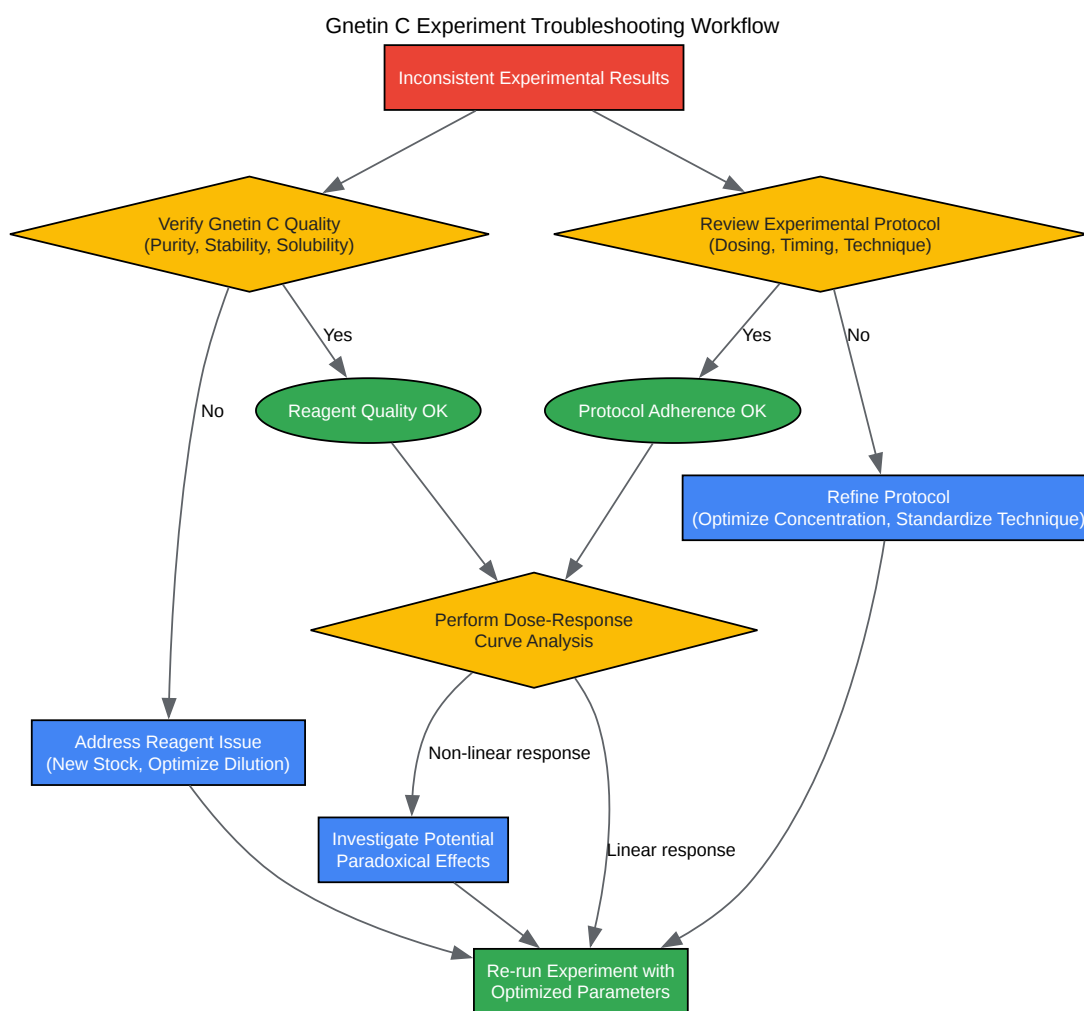 Gnetin C Experiment Troubleshooting Workflow
Inconsistent Experimental Results
Verify Gnetin C Quality
(Purity, Stability, Solubility)
Review Experimental Protocol
(Dosing, Timing, Technique)
Yes
Yes
No
No
Reagent Quality OK
Protocol Adherence OK
Refine Protocol
(Optimize Concentration, Standardize Technique)
Perform Dose-Response
Curve Analysis
Address Reagent Issue
(New Stock, Optimize Dilution)
Non-linear response
Investigate Potential
Paradoxical Effects
Linear response
Re-run Experiment with
Optimized Parameters